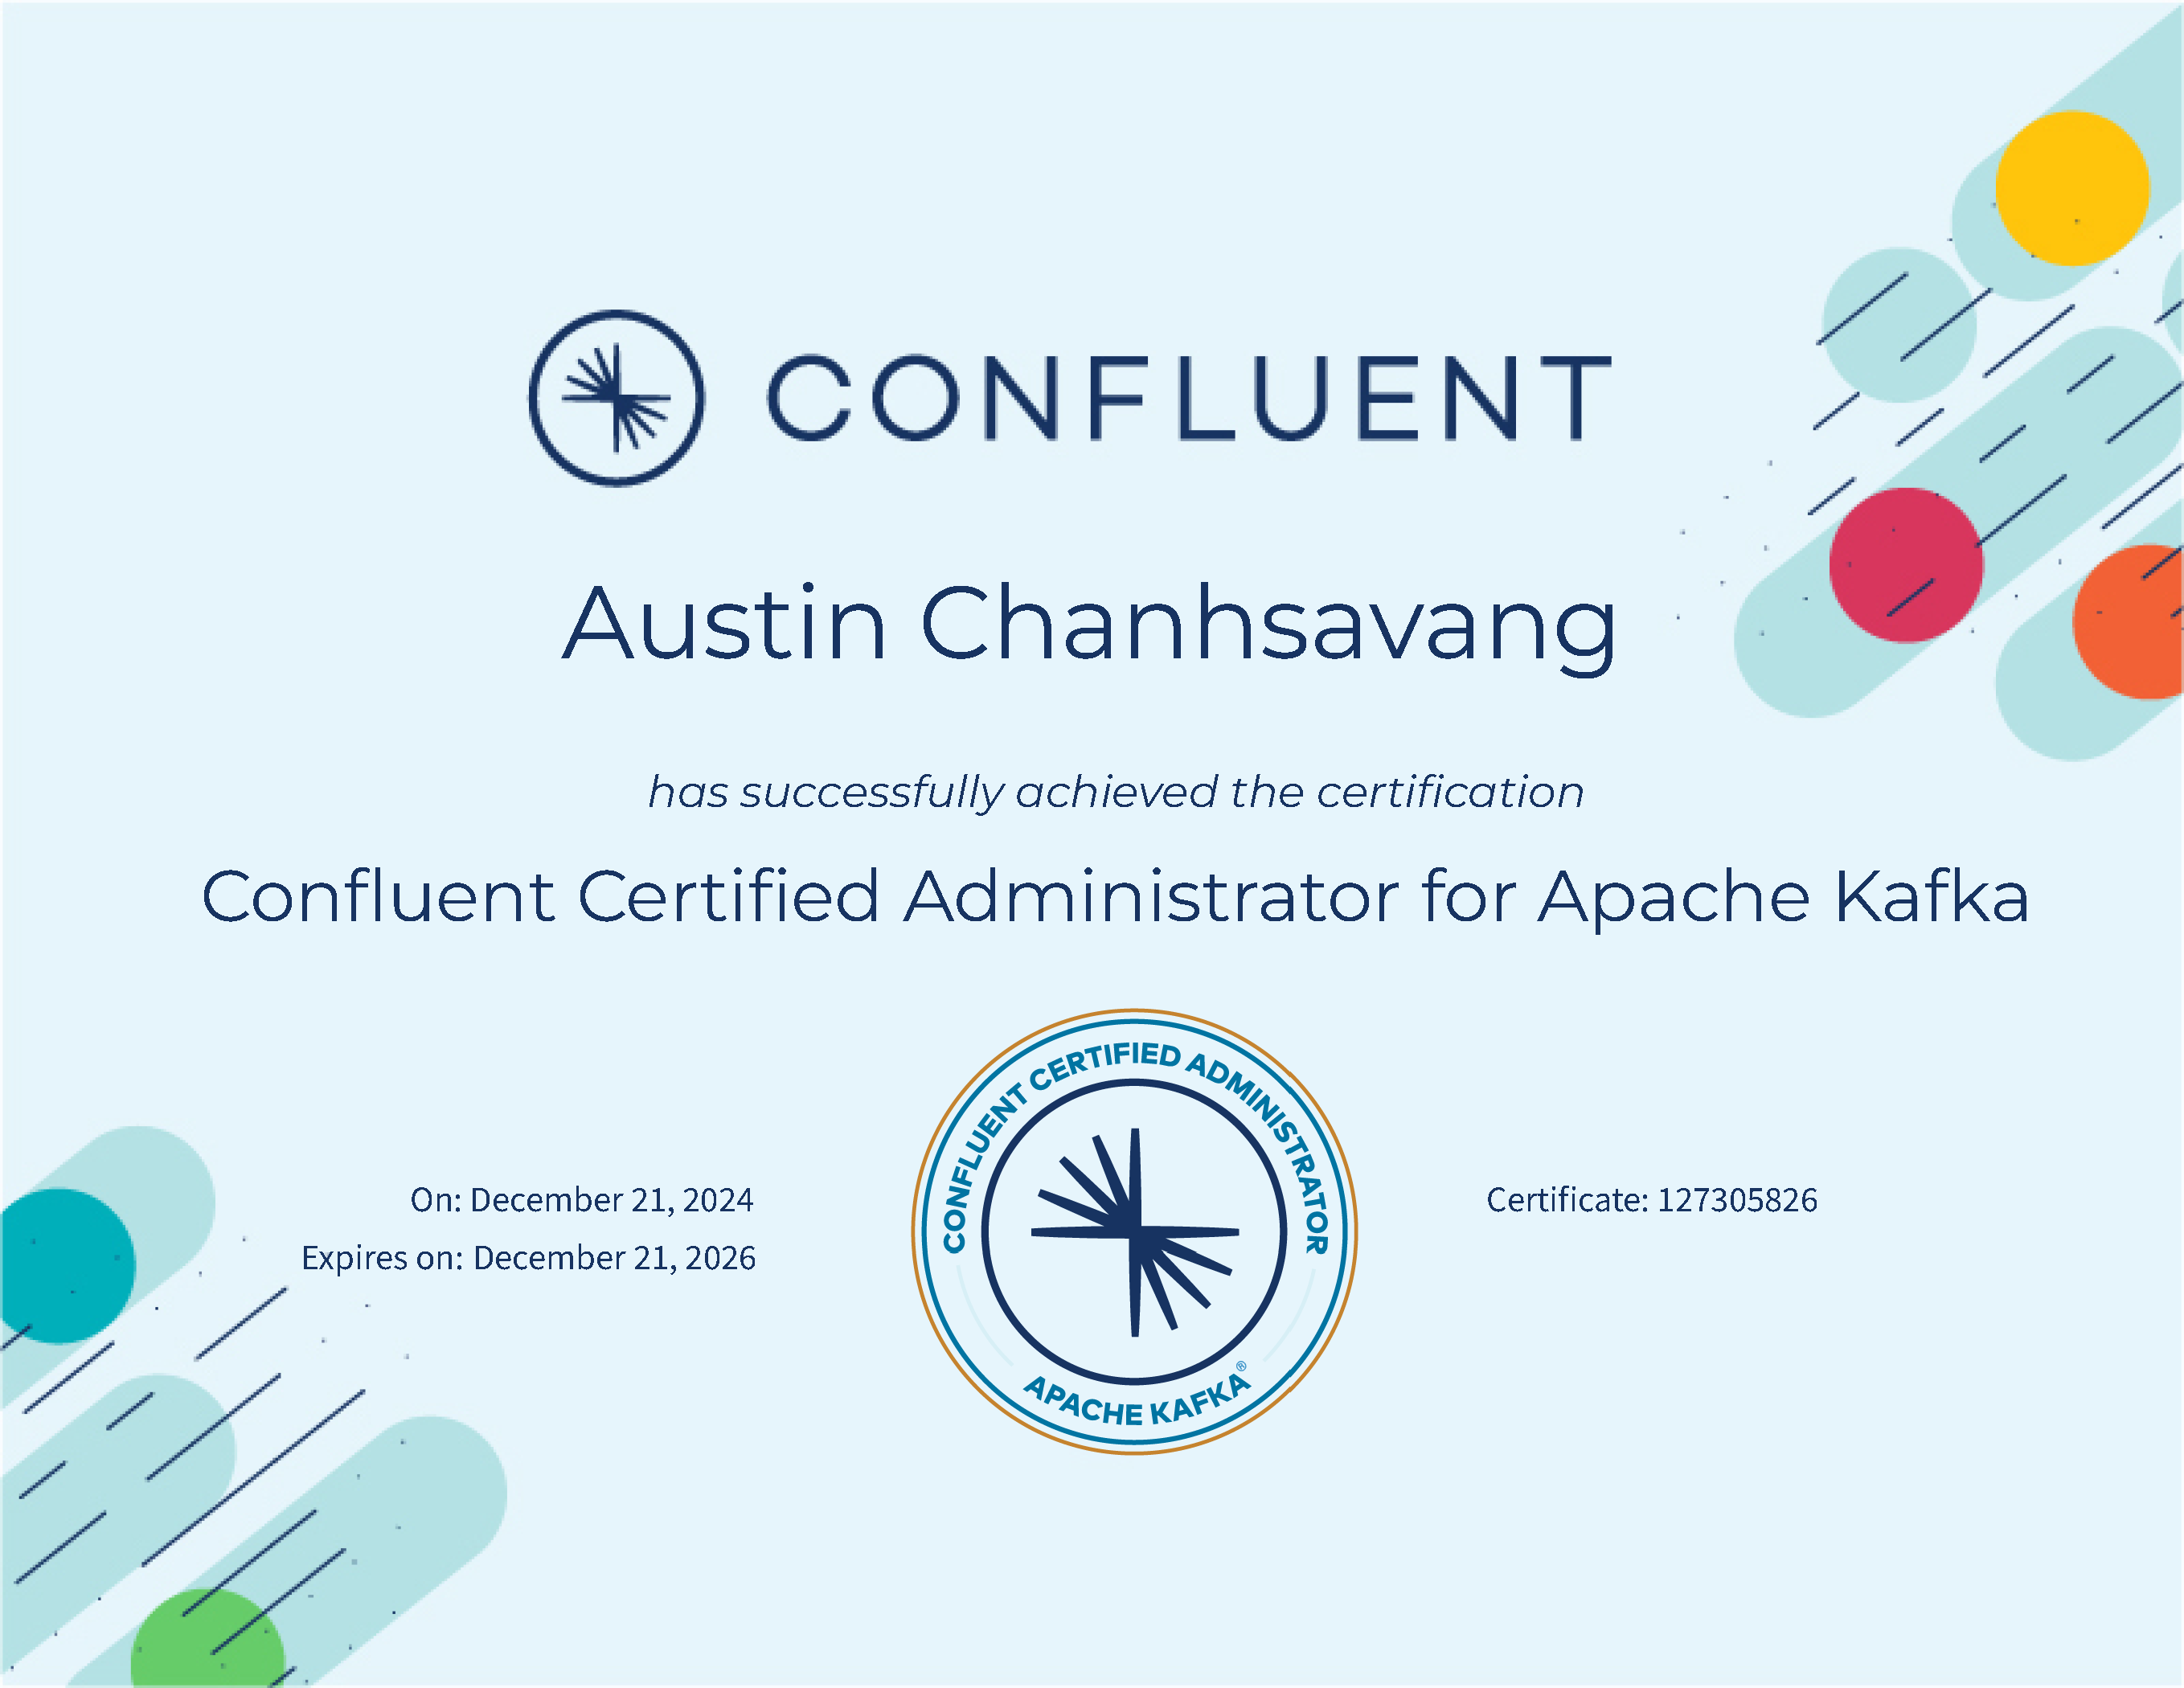 CONFLUENT
Austin Chanhsavang
has successfully achieved the certification
Confluent Certified Administrator for Apache Kafka
CONFLUENT CERTIFIED ADMINISTRATOR
APACHE KAFKA®
On: December 21, 2024
Expires on: December 21, 2026
Certificate: 127305826